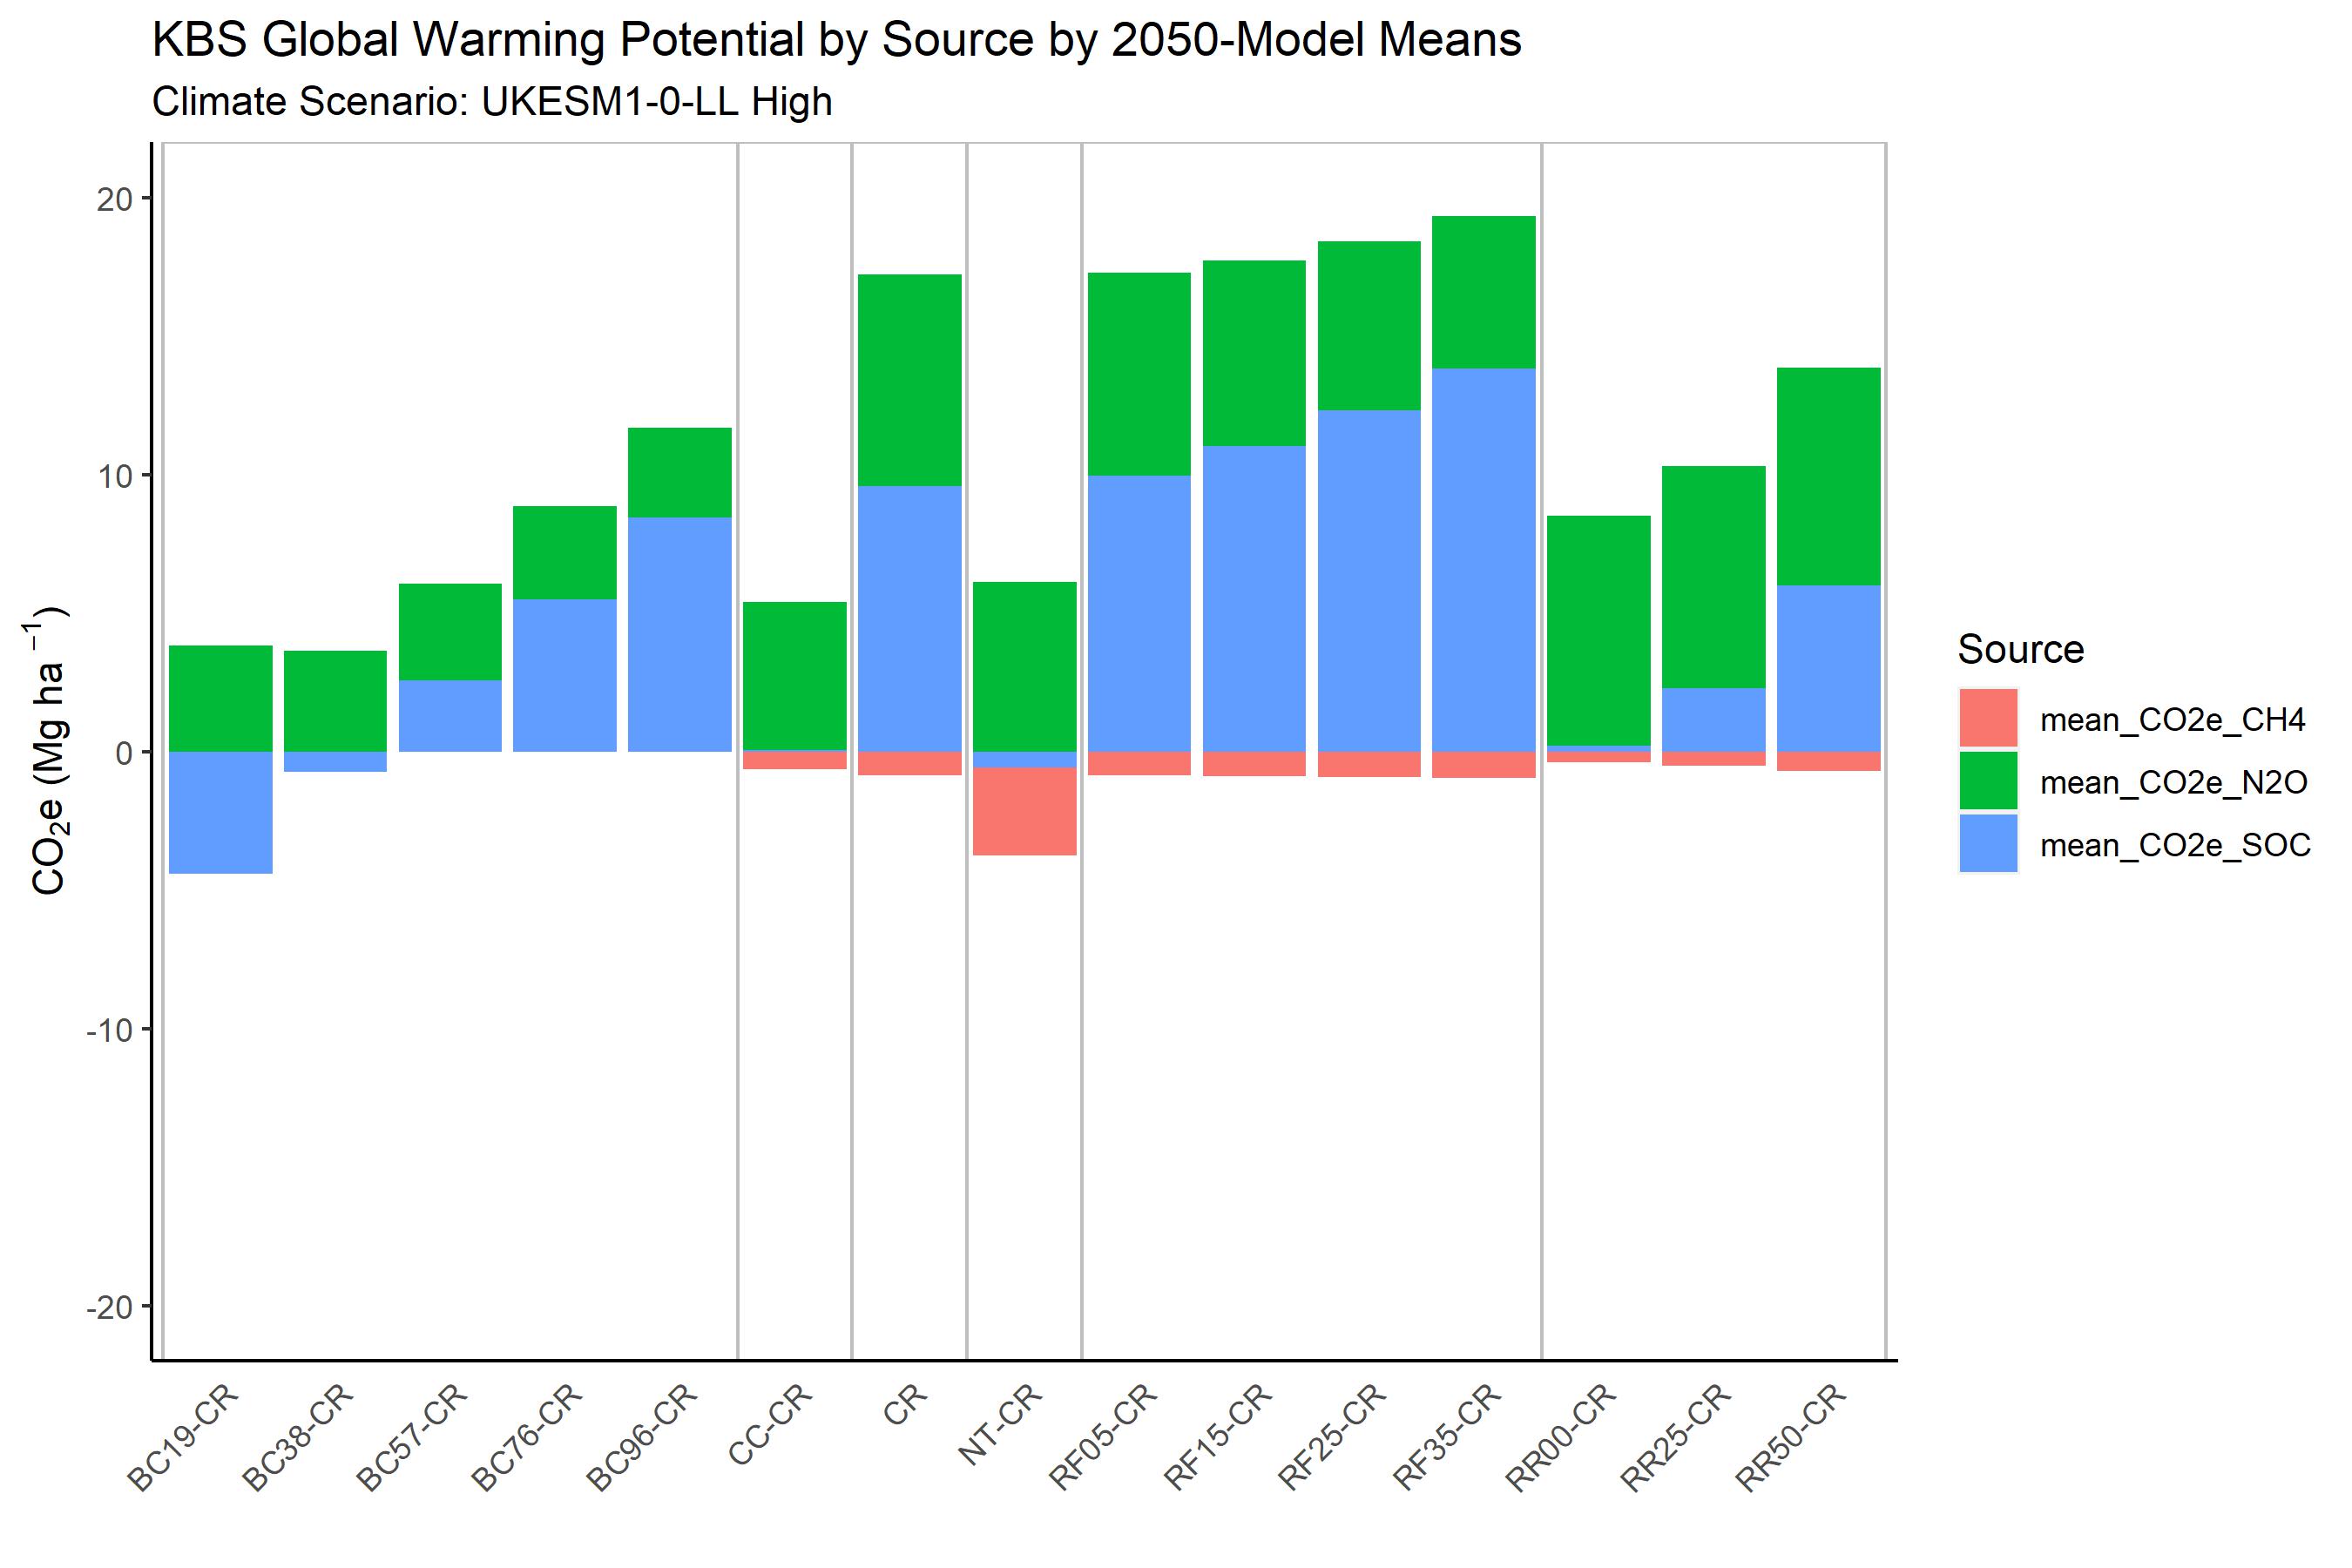 KBS Global Warming Potential by Source by 2050-Model Means
Climate Scenario: UKESM1-0-LL High
CO₂e (Mg ha ⁻¹)
20
10
0
-10
-20
BC19-CR
BC38-CR
BC57-CR
BC76-CR
BC96-CR
CC-CR
CR
NT-CR
RF05-CR
RF15-CR
RF25-CR
RF35-CR
RR00-CR
RR25-CR
RR50-CR
Source
mean_CO2e_CH4
mean_CO2e_N2O
mean_CO2e_SOC